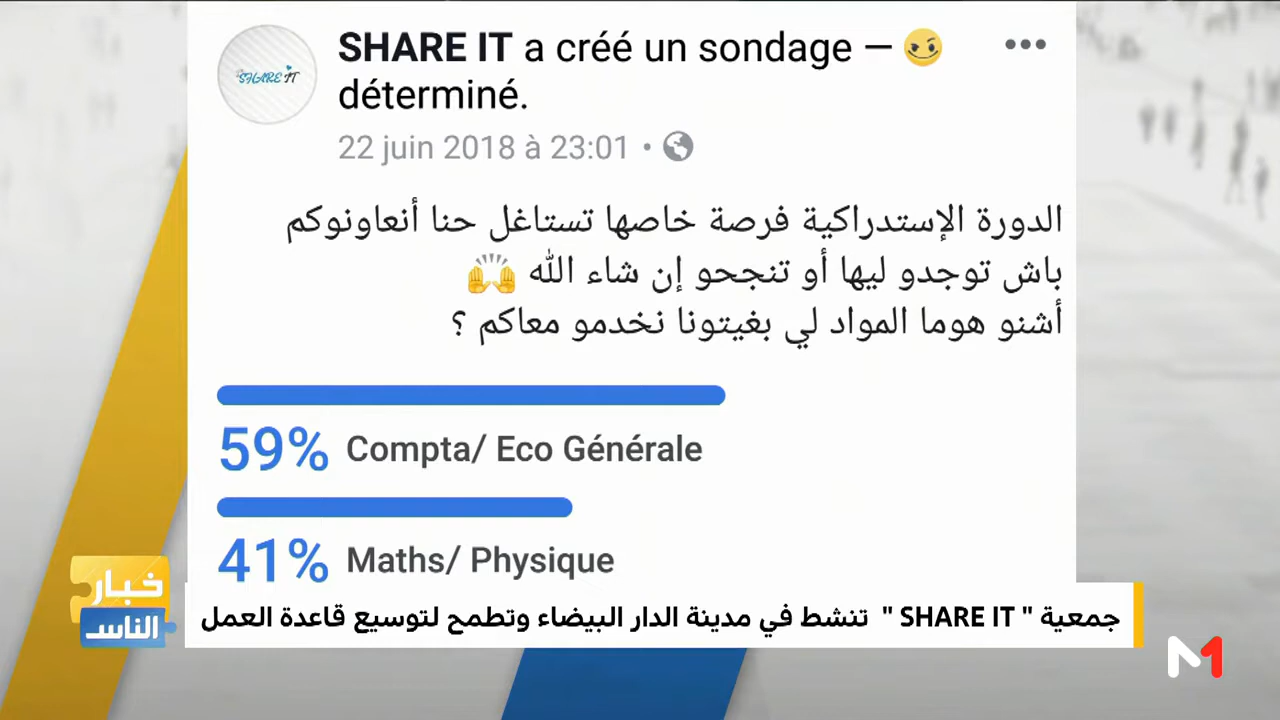 SHARE IT
SHARE IT a créé un sondage — 😼
déterminé.
22 juin 2018 à 23:01 •
الدورة الإستدراكية فرصة خاصها تستاغل حنا أنعاونوكم
باش توجدو ليها أو تنجحو إن شاء الله 🙌
أشنو هوما المواد لي بغيتونا نخدمو معاكم ؟
59% Compta/ Eco Générale
41% Maths/ Physique
خبار
الناس
جمعية " SHARE IT " تنشط في مدينة الدار البيضاء وتطمح لتوسيع قاعدة العمل
M1